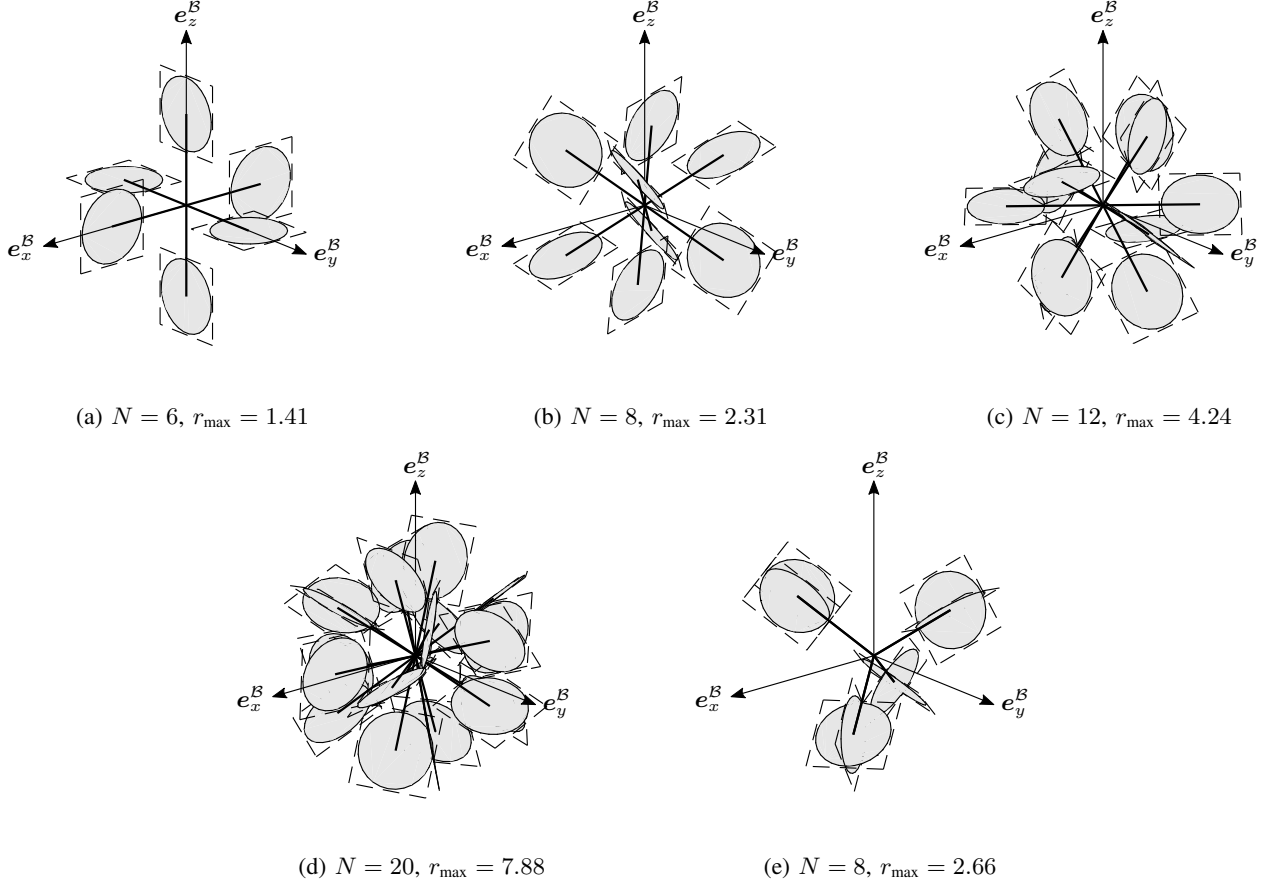 e_z^B e_z^B e_z^B
e_x^B e_y^B e_x^B e_y^B e_x^B e_y^B
(a) N = 6, r_max = 1.41 (b) N = 8, r_max = 2.31 (c) N = 12, r_max = 4.24
e_z^B e_z^B
e_x^B e_y^B e_x^B e_y^B
(d) N = 20, r_max = 7.88 (e) N = 8, r_max = 2.66